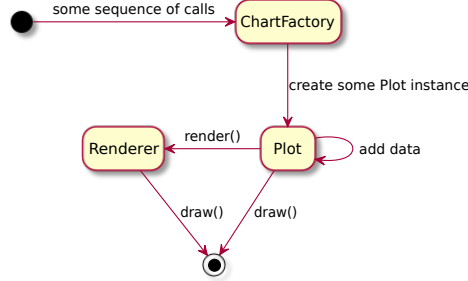 some sequence of calls
ChartFactory
create some Plot instance
render()
Renderer
Plot
add data
draw()
draw()